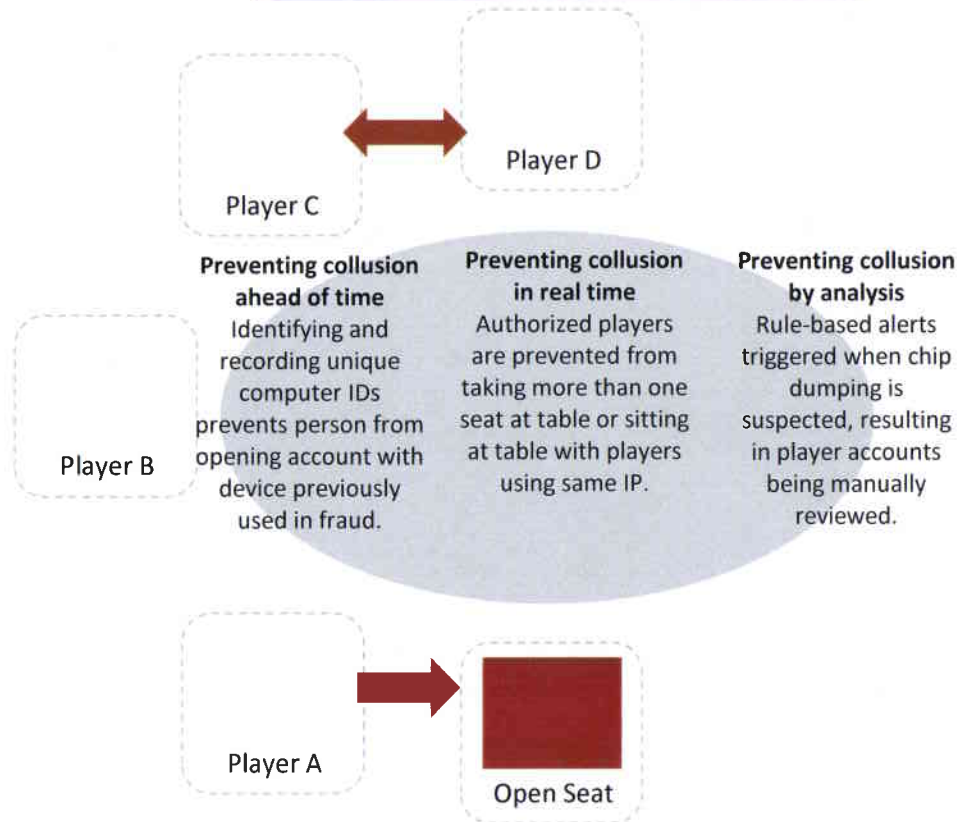 Player C
Player D
Preventing collusion
ahead of time
Identifying and
recording unique
computer IDs
prevents person from
opening account with
device previously
used in fraud.
Preventing collusion
in real time
Authorized players
are prevented from
taking more than one
seat at table or sitting
at table with players
using same IP.
Preventing collusion
by analysis
Rule-based alerts
triggered when chip
dumping is
suspected, resulting
in player accounts
being manually
reviewed.
Player B
Player A
Open Seat